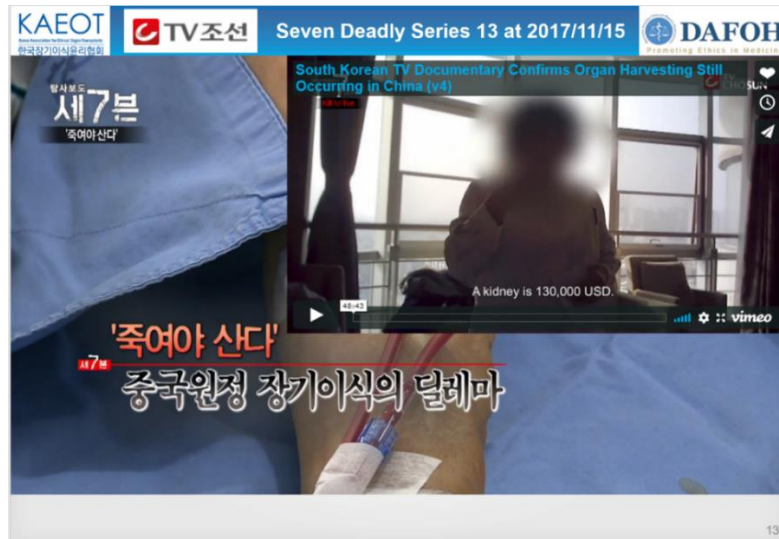 KAEOT
한국장기이식윤리협회
TV조선
Seven Deadly Series 13 at 2017/11/15
DAFOH
Promoting Ethics in Medicin
탐사보도
세7븐
'죽여야 산다'
South Korean TV Documentary Confirms Organ Harvesting Still
Occurring in China (v4)
CHOSUN
A kidney is 130,000 USD.
48:43
vimeo
'죽여야 산다'
세7븐
중국원정 장기이식의 딜레마
13